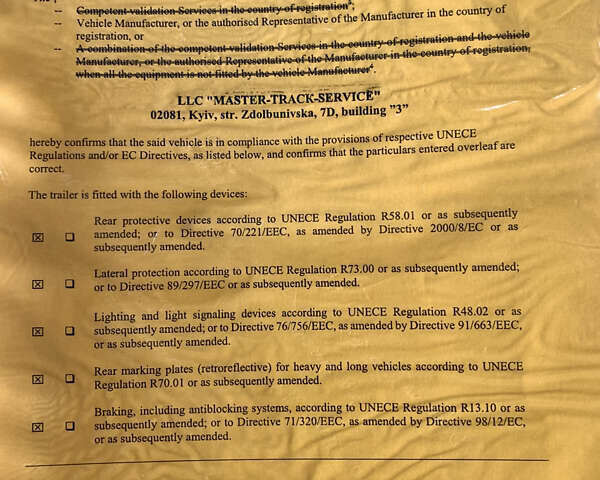 -- Competent validation Services in the country of registration⁴;
-- Vehicle Manufacturer, or the authorised Representative of the Manufacturer in the country of
registration, or
-- A combination of the competent validation Services in the country of registration and the vehicle
Manufacturer, or the authorised Representative of the Manufacturer in the country of registration,
when all the equipment is not fitted by the vehicle Manufacturer⁴.
LLC "MASTER-TRACK-SERVICE"
02081, Kyiv, str. Zdolbunivska, 7D, building "3"
hereby confirms that the said vehicle is in compliance with the provisions of respective UNECE
Regulations and/or EC Directives, as listed below, and confirms that the particulars entered overleaf are
correct.
The trailer is fitted with the following devices:
Rear protective devices according to UNECE Regulation R58.01 or as subsequently
☒ ☐ amended; or to Directive 70/221/EEC, as amended by Directive 2000/8/EC or as
subsequently amended.
Lateral protection according to UNECE Regulation R73.00 or as subsequently amended;
☒ ☐ or to Directive 89/297/EEC or as subsequently amended.
Lighting and light signaling devices according to UNECE Regulation R48.02 or as
☒ ☐ subsequently amended; or to Directive 76/756/EEC, as amended by Directive 91/663/EEC,
or as subsequently amended.
Rear marking plates (retroreflective) for heavy and long vehicles according to UNECE
☒ ☐ Regulation R70.01 or as subsequently amended.
Braking, including antiblocking systems, according to UNECE Regulation R13.10 or as
☒ ☐ subsequently amended; or to Directive 71/320/EEC, as amended by Directive 98/12/EC,
or as subsequently amended.